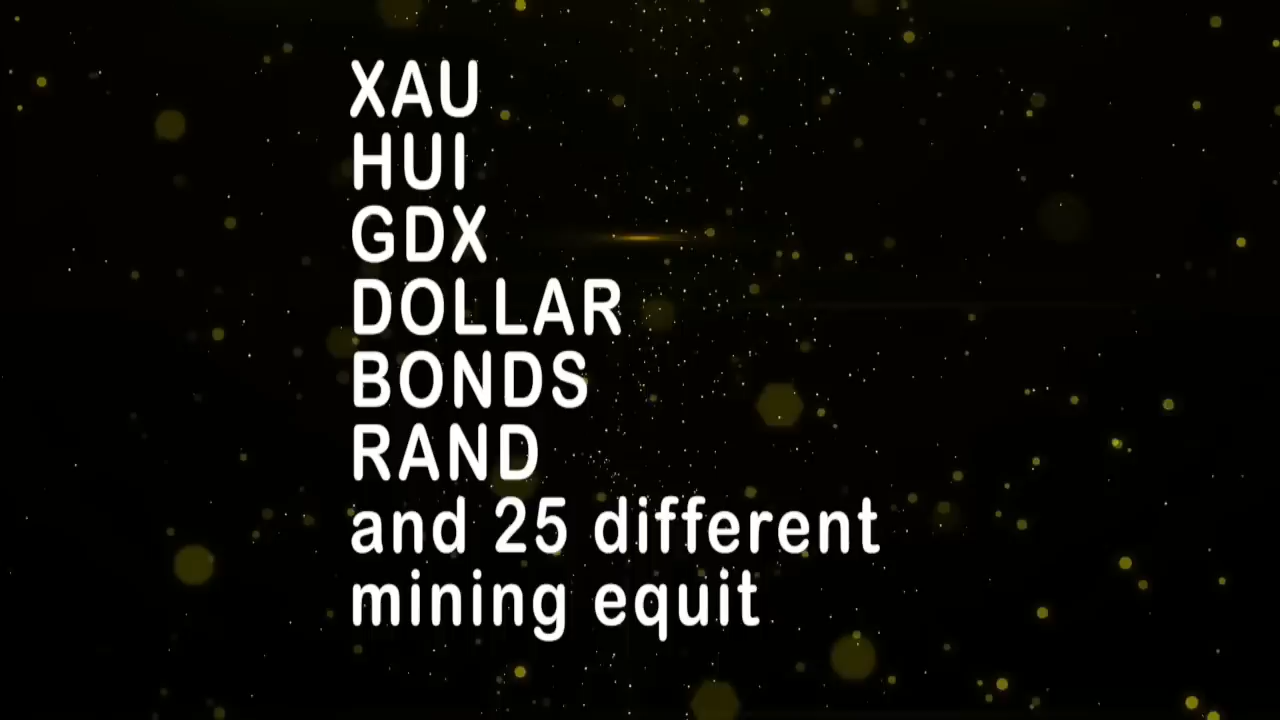 XAU
HUI
GDX
DOLLAR
BONDS
RAND
and 25 different
mining equit